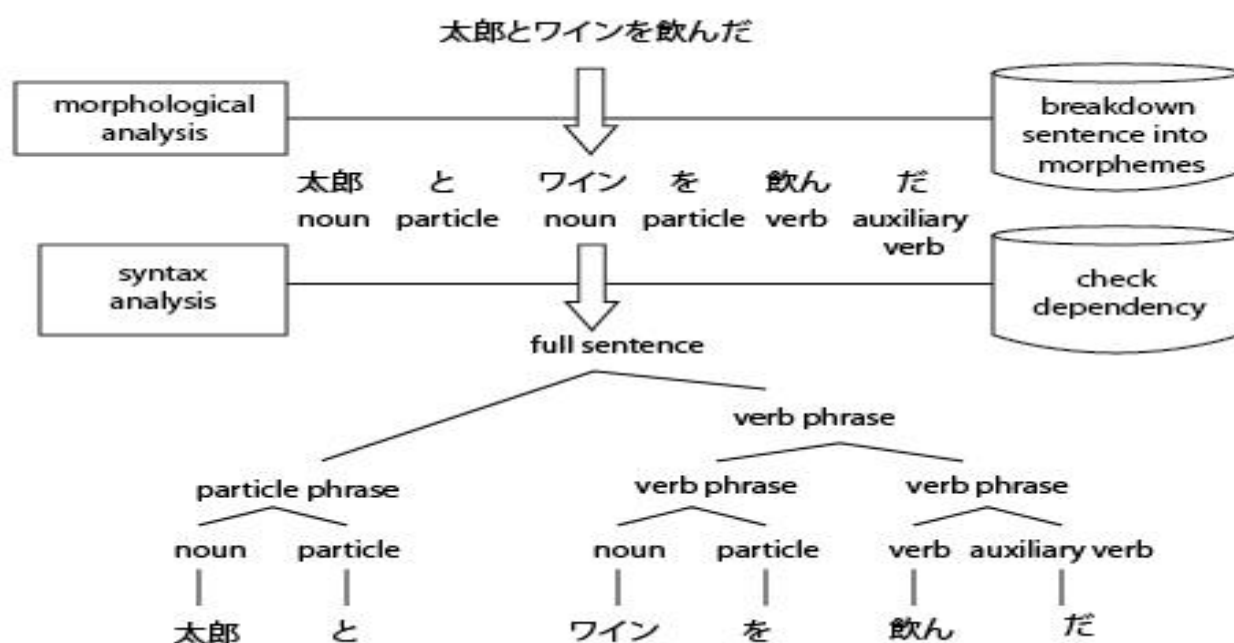 太郎とワインを飲んだ
morphological
analysis
breakdown
sentence into
morphemes
太郎 と ワイン を 飲ん だ
noun particle noun particle verb auxiliary
verb
syntax
analysis
check
dependency
full sentence
verb phrase
particle phrase verb phrase verb phrase
noun particle noun particle verb auxiliary verb
太郎 と ワイン を 飲ん だ